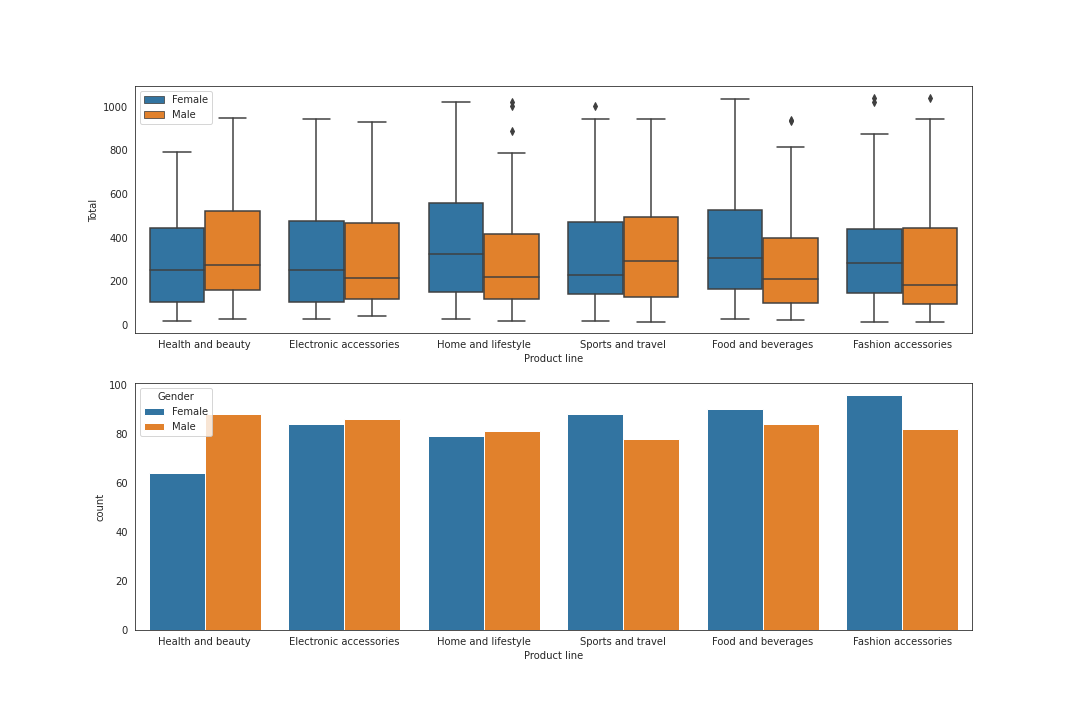 1000
800
600
400
200
0
Total
Female
Male
Health and beauty Electronic accessories Home and lifestyle Sports and travel Food and beverages Fashion accessories
Product line
100
80
60
40
20
0
count
Gender
Female
Male
Health and beauty Electronic accessories Home and lifestyle Sports and travel Food and beverages Fashion accessories
Product line